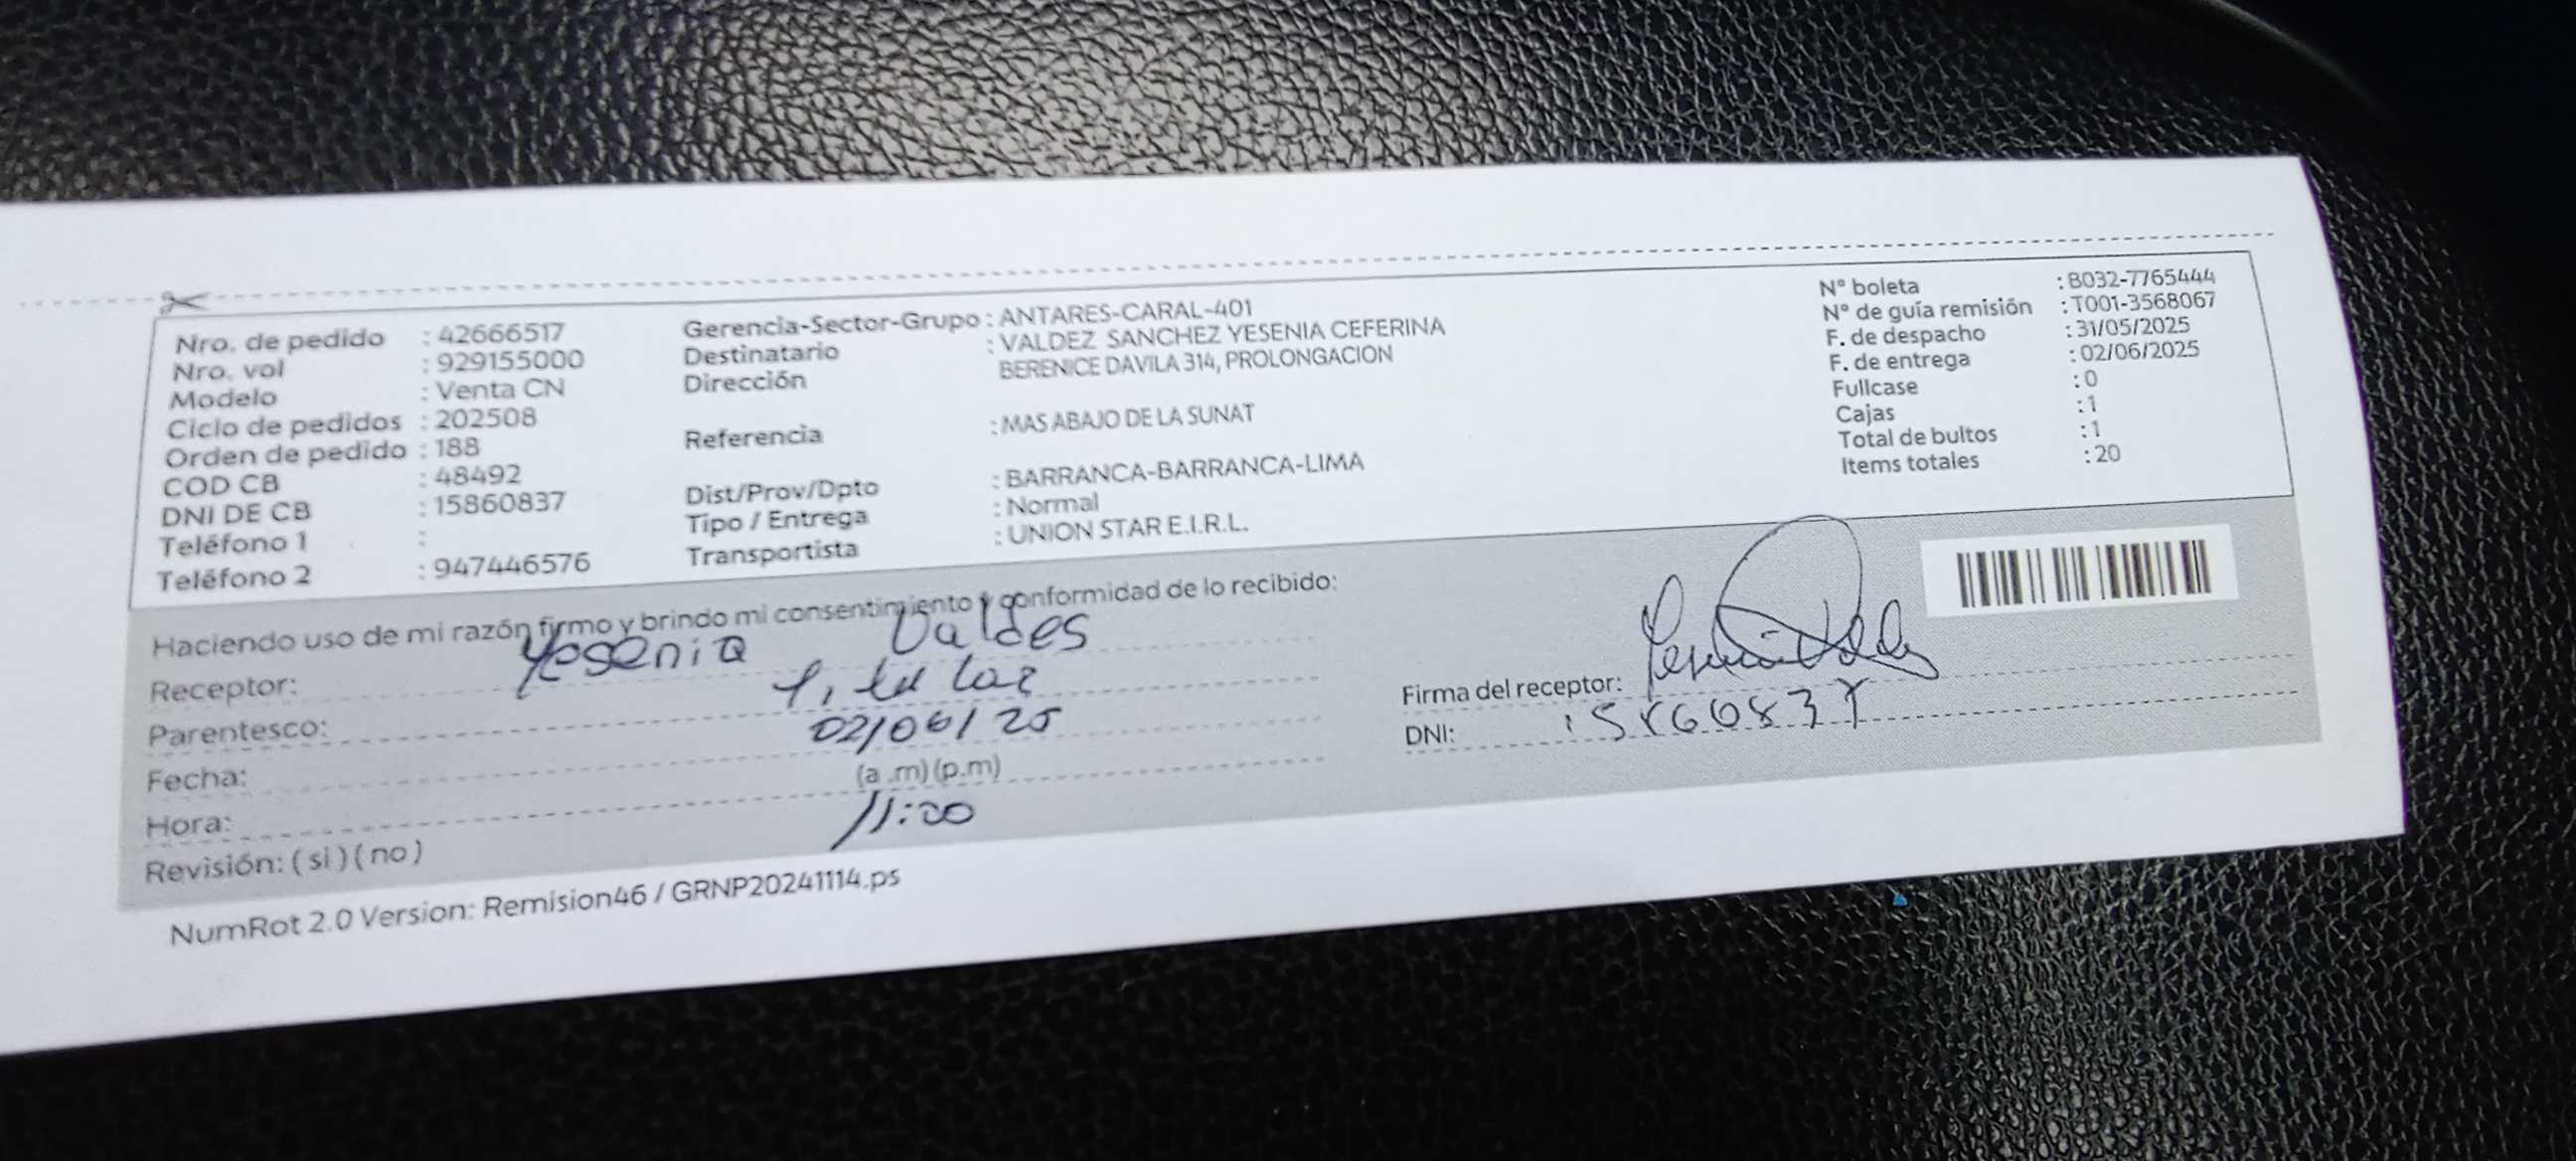 Nro. de pedido : 42666517
Nro. vol : 929155000
Modelo : Venta CN
Ciclo de pedidos : 202508
Orden de pedido : 188
COD CB : 48492
DNI DE CB : 15860837
Teléfono 1 :
Teléfono 2 : 947446576
Gerencia-Sector-Grupo : ANTARES-CARAL-401
Destinatario : VALDEZ SANCHEZ YESENIA CEFERINA
Dirección BERENICE DAVILA 314, PROLONGACION
Referencia : MAS ABAJO DE LA SUNAT
Dist/Prov/Dpto : BARRANCA-BARRANCA-LIMA
Tipo / Entrega : Normal
Transportista : UNION STAR E.I.R.L.
N° boleta : B032-7765444
N° de guía remisión : T001-3568067
F. de despacho : 31/05/2025
F. de entrega : 02/06/2025
Fullcase : 0
Cajas : 1
Total de bultos : 1
Items totales : 20
Haciendo uso de mi razón firmo y brindo mi consentimiento y conformidad de lo recibido:
Receptor: Yesenia Valdes
Parentesco: Titular
Fecha: 02/06/25
Hora: (a .m) (p.m)
11:20
Revisión: ( si ) ( no )
Firma del receptor:
DNI: 15860837
NumRot 2.0 Version: Remision46 / GRNP20241114.ps